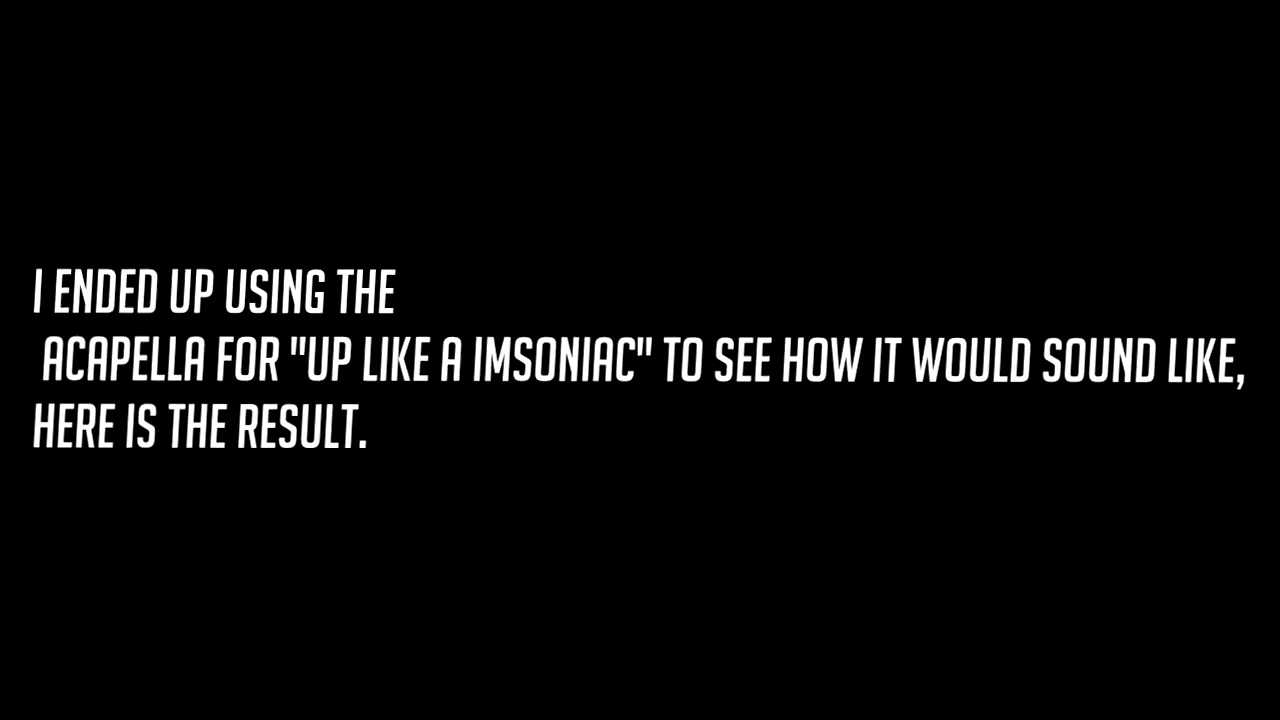 I ENDED UP USING THE
ACAPELLA FOR "UP LIKE A IMSONIAC" TO SEE HOW IT WOULD SOUND LIKE,
HERE IS THE RESULT.